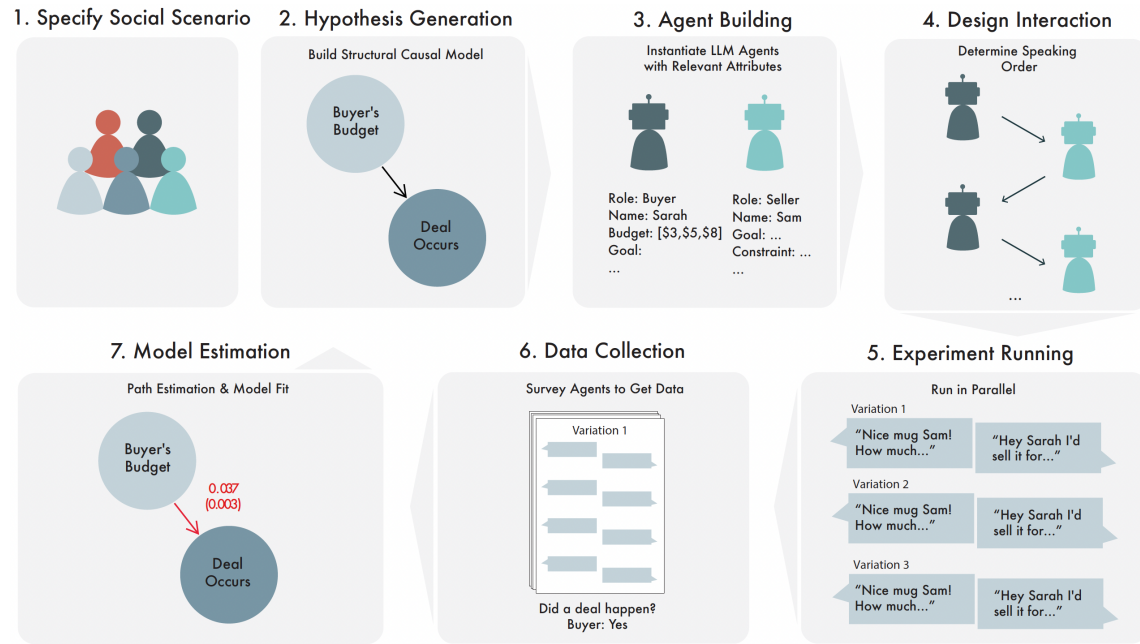 1. Specify Social Scenario
2. Hypothesis Generation
Build Structural Causal Model
Buyer's
Budget
Deal
Occurs
3. Agent Building
Instantiate LLM Agents
with Relevant Attributes
Role: Buyer
Name: Sarah
Budget: [$3,$5,$8]
Goal:
...
Role: Seller
Name: Sam
Goal: ...
Constraint: ...
...
4. Design Interaction
Determine Speaking
Order
...
5. Experiment Running
Run in Parallel
Variation 1
“Nice mug Sam!
How much...”
“Hey Sarah I'd
sell it for...”
Variation 2
“Nice mug Sam!
How much...”
“Hey Sarah I'd
sell it for...”
Variation 3
“Nice mug Sam!
How much...”
“Hey Sarah I'd
sell it for...”
6. Data Collection
Survey Agents to Get Data
Variation 1
Did a deal happen?
Buyer: Yes
7. Model Estimation
Path Estimation & Model Fit
Buyer's
Budget
0.037
(0.003)
Deal
Occurs